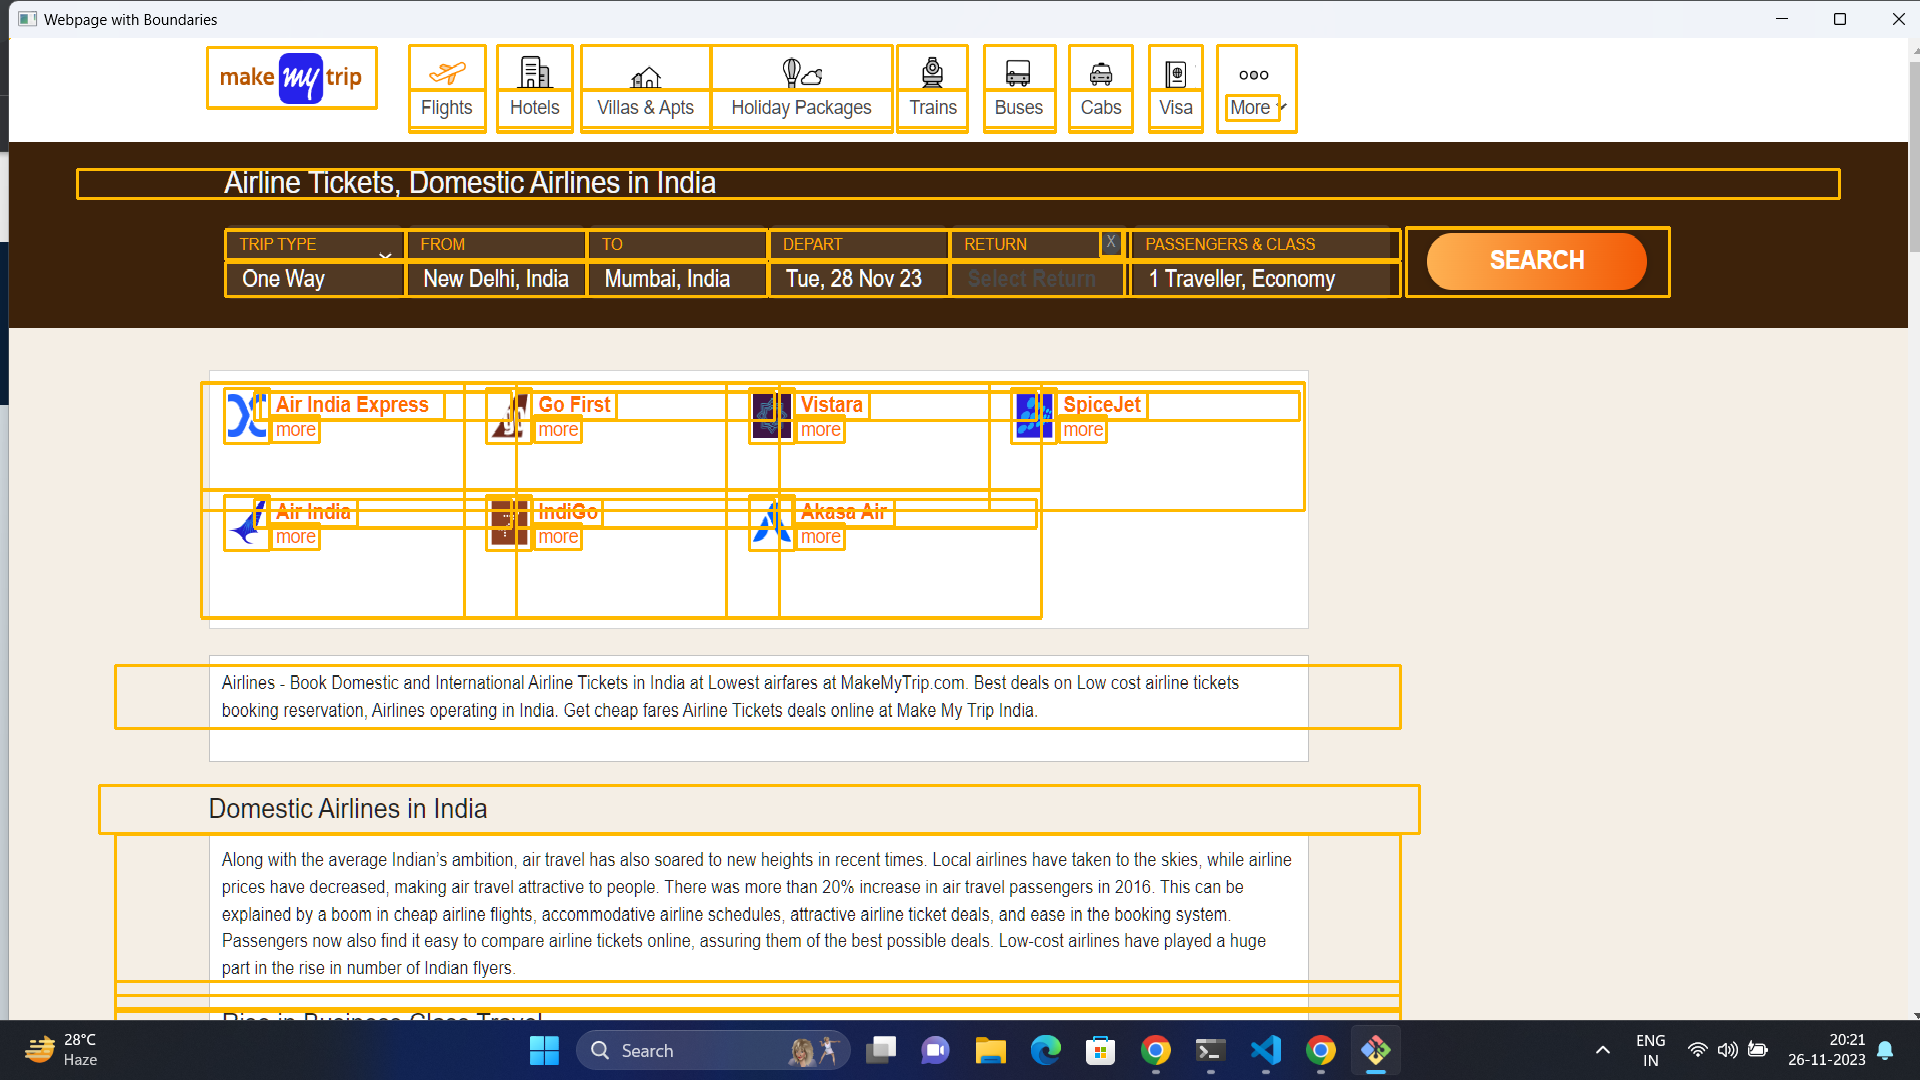 Webpage with Boundaries
make my trip
Flights
Hotels
Villas & Apts
Holiday Packages
Trains
Buses
Cabs
Visa
More
Airline Tickets, Domestic Airlines in India
TRIP TYPE
FROM
TO
DEPART
RETURN
X
PASSENGERS & CLASS
One Way
New Delhi, India
Mumbai, India
Tue, 28 Nov 23
Select Return
1 Traveller, Economy
SEARCH
Air India Express
more
Go First
more
Vistara
more
SpiceJet
more
Air India
more
IndiGo
more
Akasa Air
more
Airlines - Book Domestic and International Airline Tickets in India at Lowest airfares at MakeMyTrip.com. Best deals on Low cost airline tickets
booking reservation, Airlines operating in India. Get cheap fares Airline Tickets deals online at Make My Trip India.
Domestic Airlines in India
Along with the average Indian's ambition, air travel has also soared to new heights in recent times. Local airlines have taken to the skies, while airline
prices have decreased, making air travel attractive to people. There was more than 20% increase in air travel passengers in 2016. This can be
explained by a boom in cheap airline flights, accommodative airline schedules, attractive airline ticket deals, and ease in the booking system.
Passengers now also find it easy to compare airline tickets online, assuring them of the best possible deals. Low-cost airlines have played a huge
part in the rise in number of Indian flyers.
Rise in Business Class Travel
28°C
Haze
Search
ENG
IN
20:21
26-11-2023